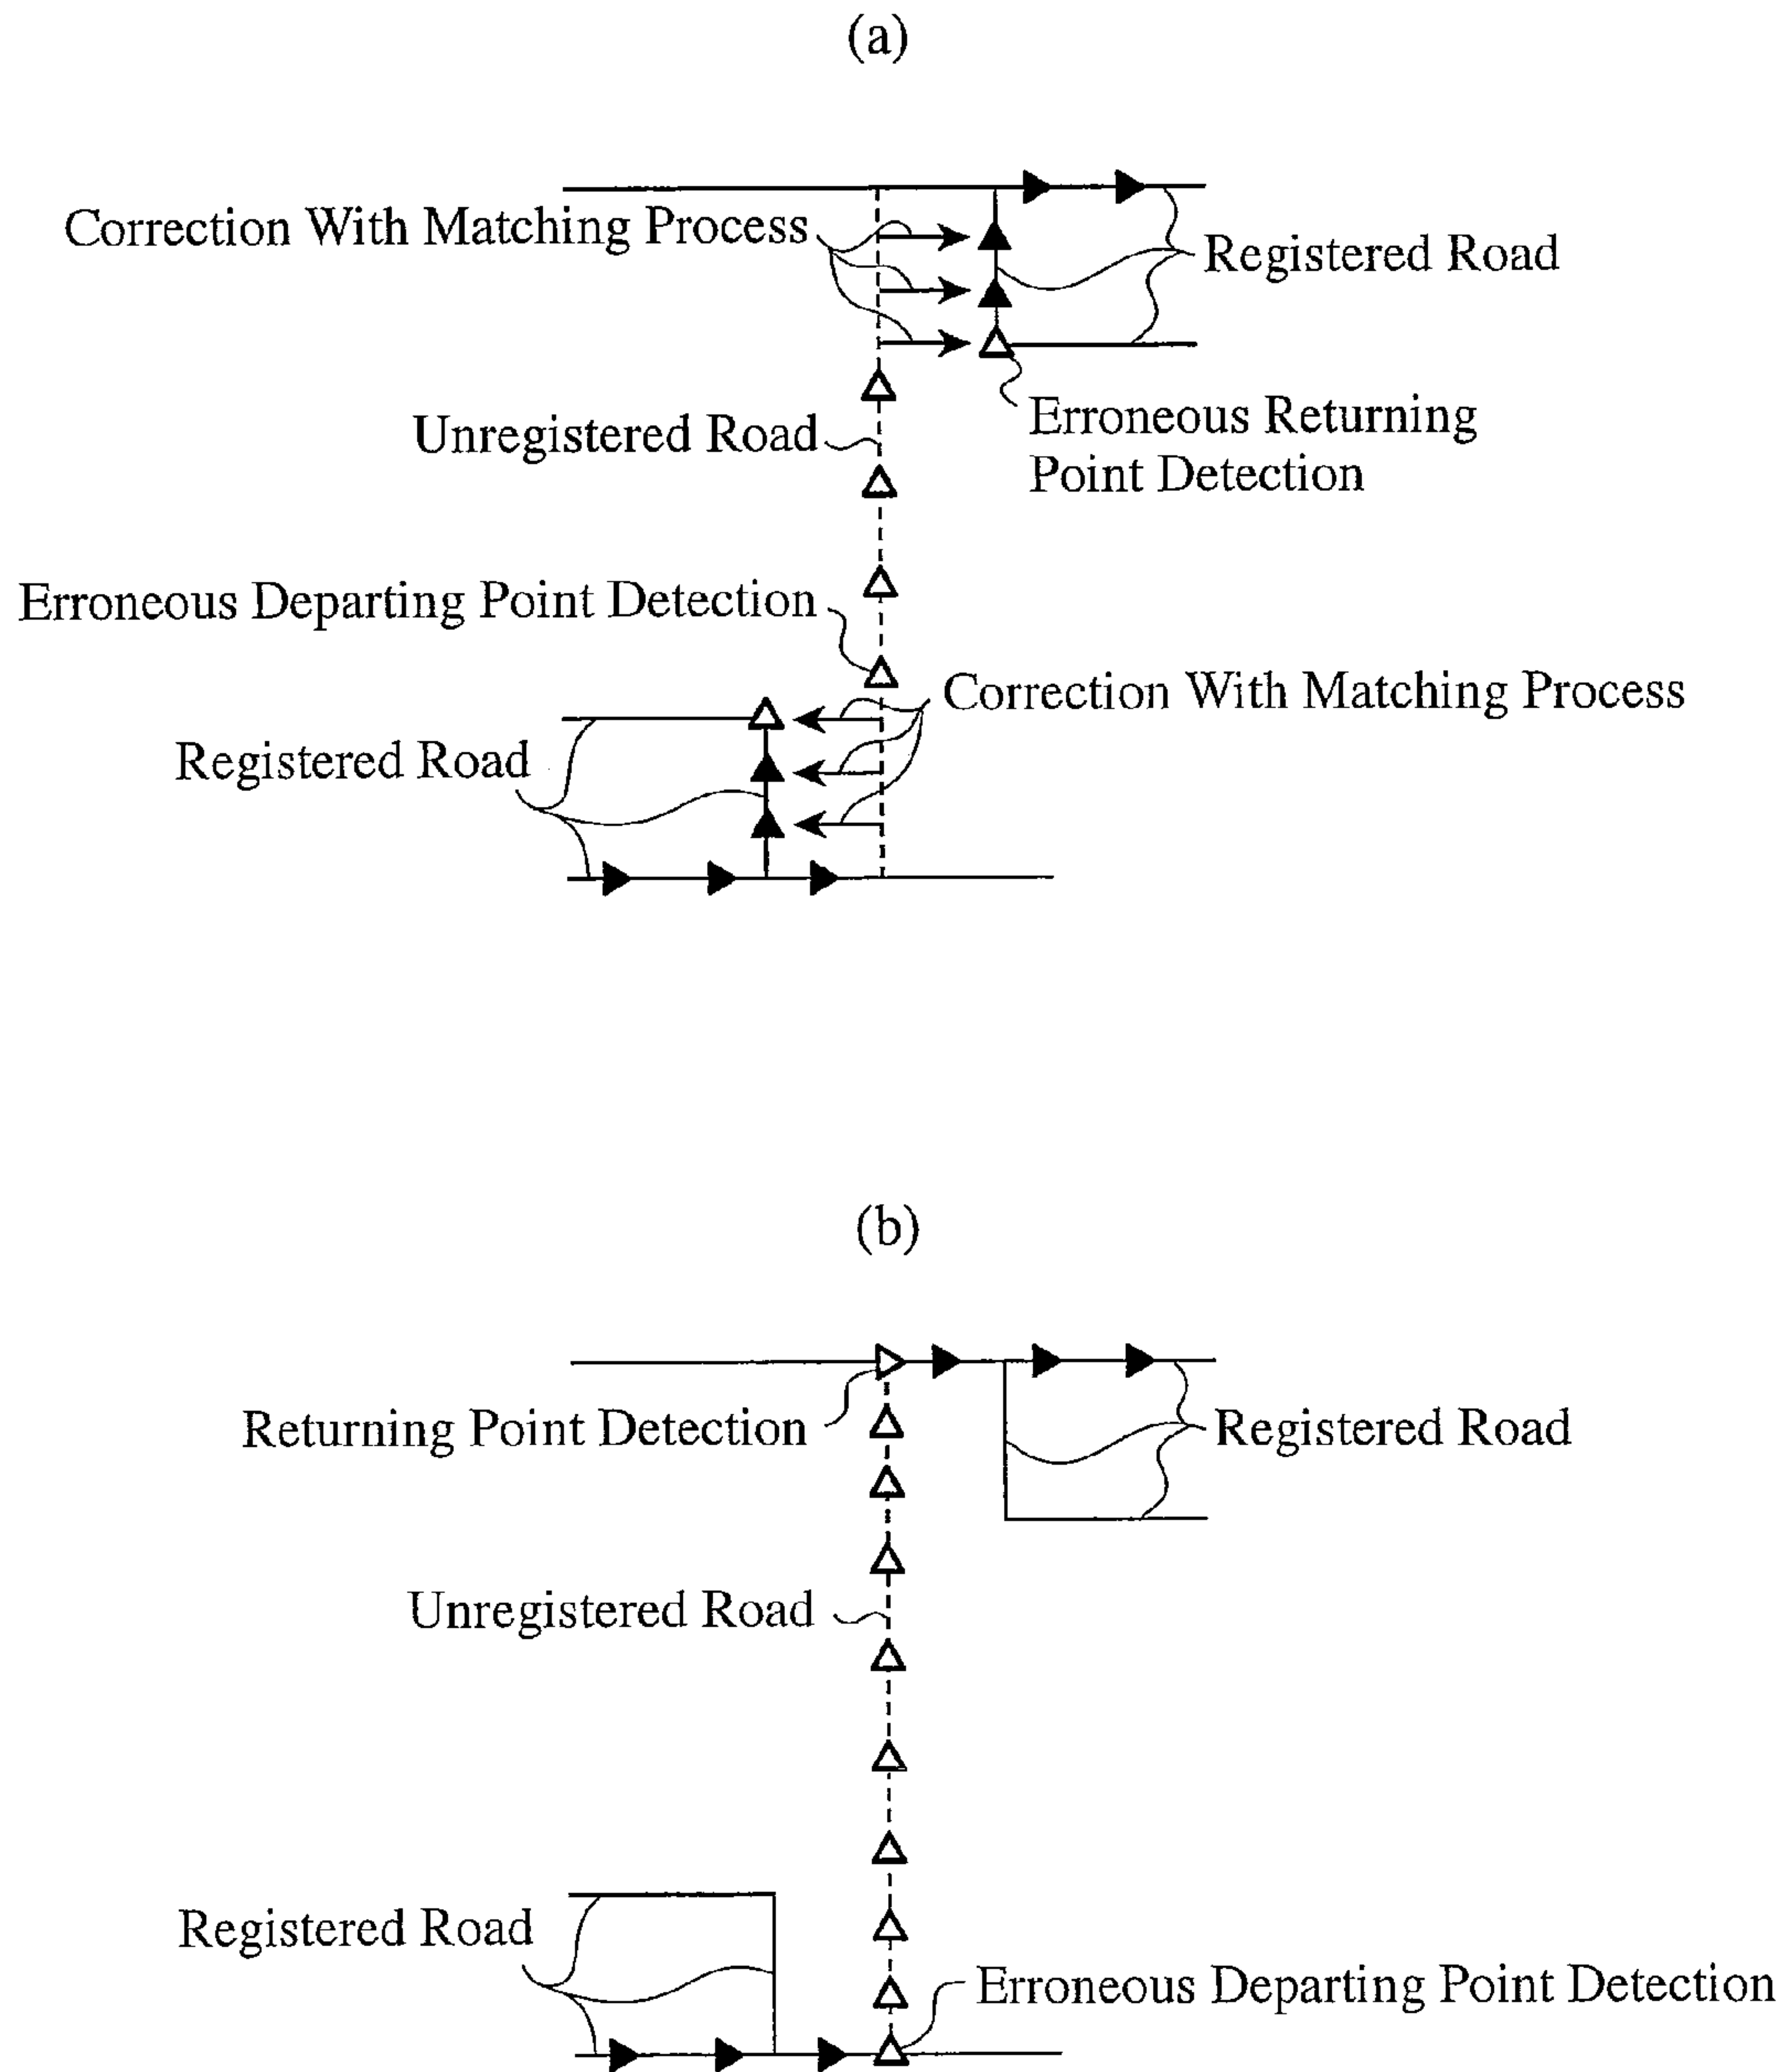 (a)
Correction With Matching Process
Registered Road
Erroneous Returning
Point Detection
Unregistered Road
Erroneous Departing Point Detection
Correction With Matching Process
Registered Road
(b)
Returning Point Detection
Registered Road
Unregistered Road
Registered Road
Erroneous Departing Point Detection